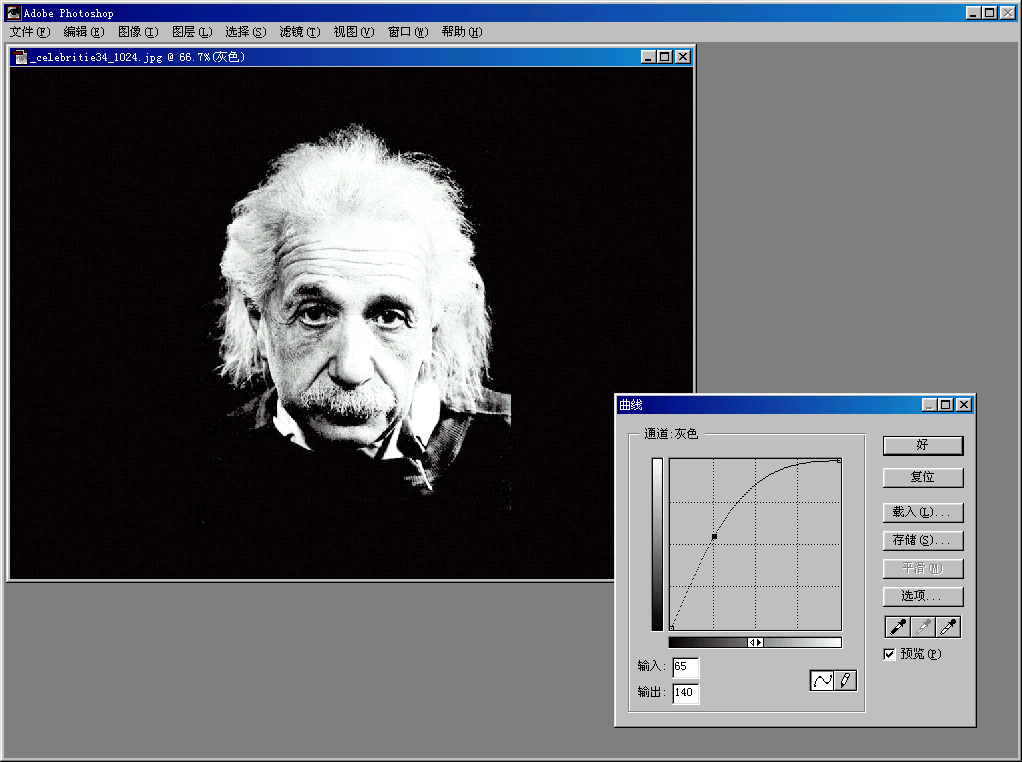 Adobe Photoshop
文件(F) 编辑(E) 图像(I) 图层(L) 选择(S) 滤镜(T) 视图(V) 窗口(W) 帮助(H)
_celebritie34_1024.jpg @ 66.7%(灰色)
曲线
通道:灰色
好
复位
载入(L)...
存储(S)...
平滑(M)
选项...
预览(P)
输入: 65
输出: 140